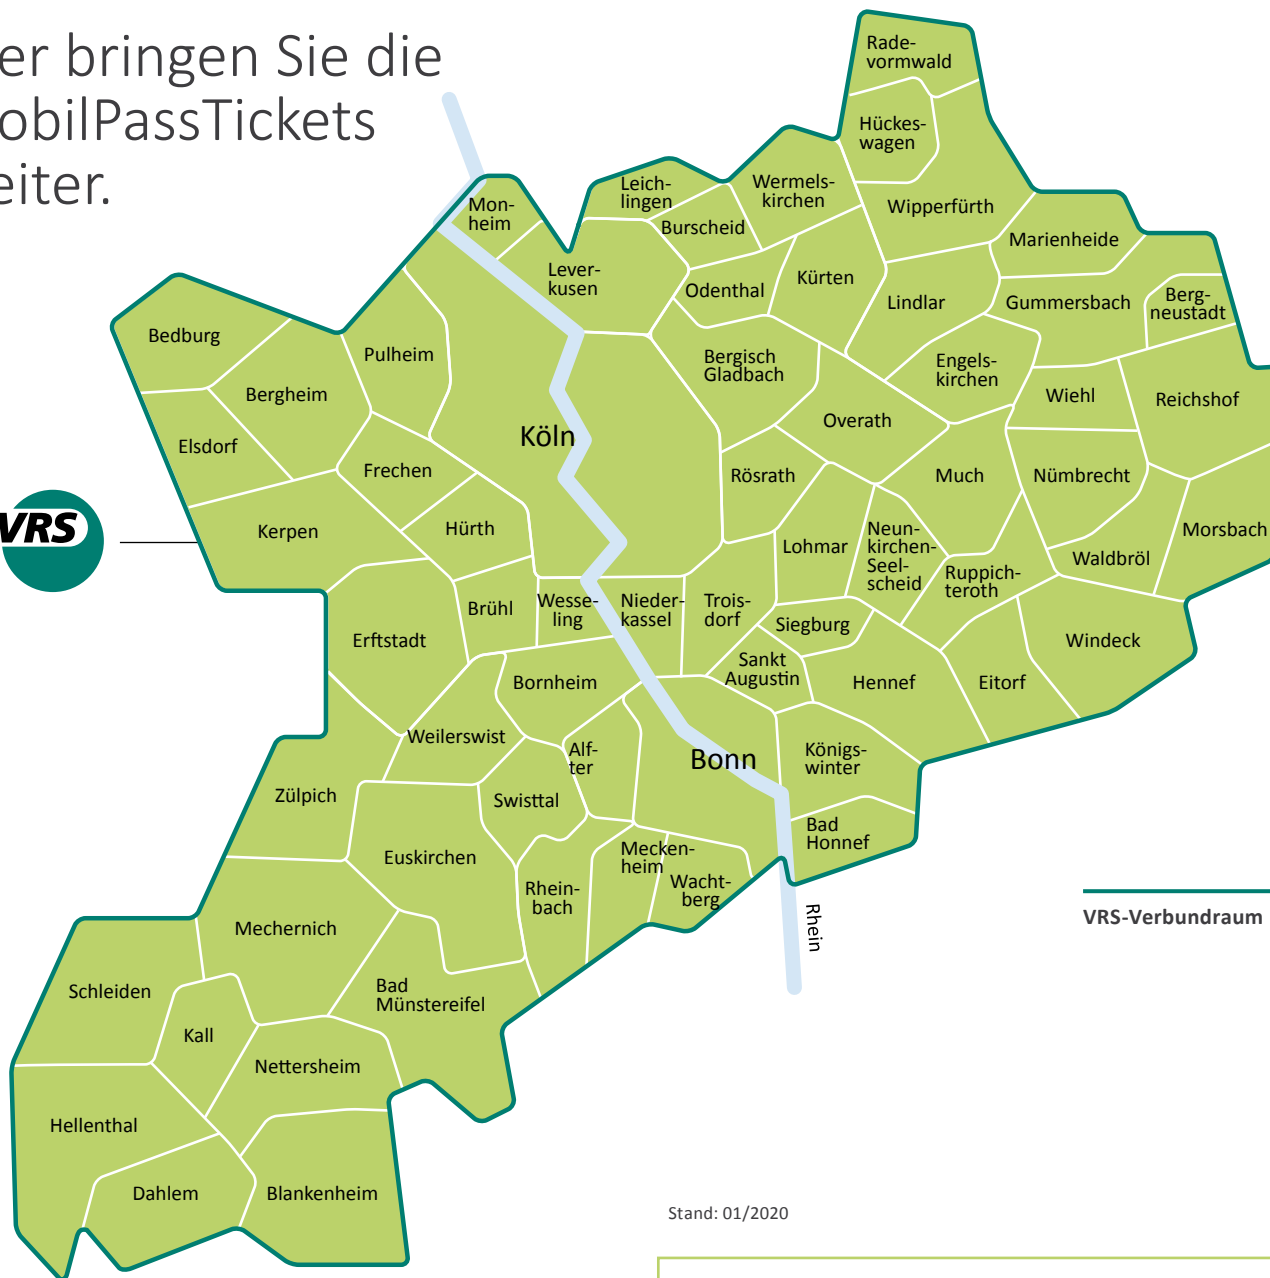 er bringen Sie die
obilPassTickets
eiter.
Rade-
vormwald
Hückes-
wagen
Wermels-
kirchen
Leich-
lingen
Wipperfürth
Mon-
heim
Burscheid
Marienheide
Lever-
kusen
Odenthal
Kürten
Lindlar
Gummersbach
Berg-
neustadt
Bedburg
Pulheim
Bergisch
Gladbach
Engels-
kirchen
Bergheim
Wiehl
Reichshof
Köln
Overath
Elsdorf
Frechen
Rösrath
Much
Nümbrecht
VRS
Kerpen
Hürth
Lohmar
Neun-
kirchen-
Seel-
scheid
Morsbach
Waldbröl
Ruppich-
teroth
Brühl
Wesse-
ling
Nieder-
kassel
Trois-
dorf
Siegburg
Erftstadt
Windeck
Sankt
Augustin
Bornheim
Hennef
Eitorf
Weilerswist
Alf-
ter
Bonn
Königs-
winter
Zülpich
Swisttal
Bad
Honnef
Euskirchen
Mecken-
heim
Rhein-
bach
Wacht-
berg
Rhein
VRS-Verbundraum
Mechernich
Schleiden
Bad
Münstereifel
Kall
Nettersheim
Hellenthal
Dahlem
Blankenheim
Stand: 01/2020